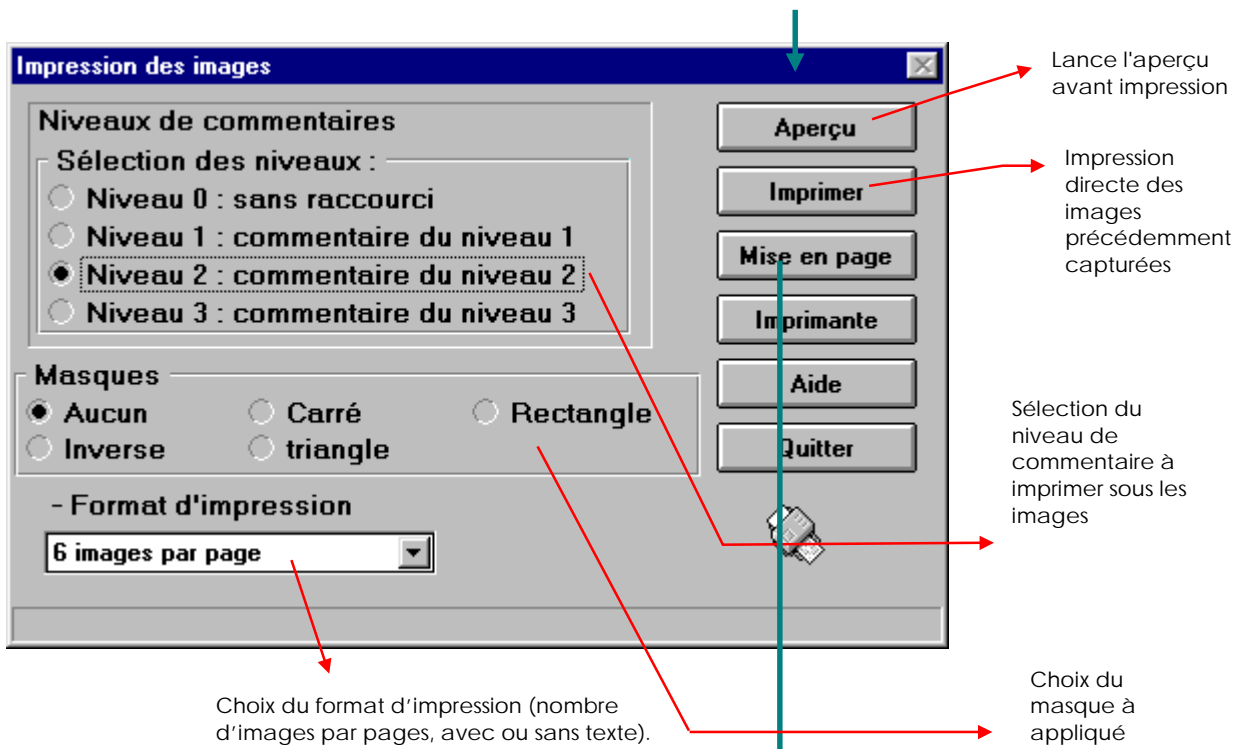 Impression des images
Niveaux de commentaires
Sélection des niveaux :
Niveau 0 : sans raccourci
Niveau 1 : commentaire du niveau 1
Niveau 2 : commentaire du niveau 2
Niveau 3 : commentaire du niveau 3
Masques
Aucun
Carré
Rectangle
Inverse
triangle
- Format d'impression
6 images par page
Aperçu
Imprimer
Mise en page
Imprimante
Aide
Quitter
Lance l'aperçu
avant impression
Impression
directe des
images
précédemment
capturées
Sélection du
niveau de
commentaire à
imprimer sous les
images
Choix du
masque à
appliqué
Choix du format d’impression (nombre
d’images par pages, avec ou sans texte).